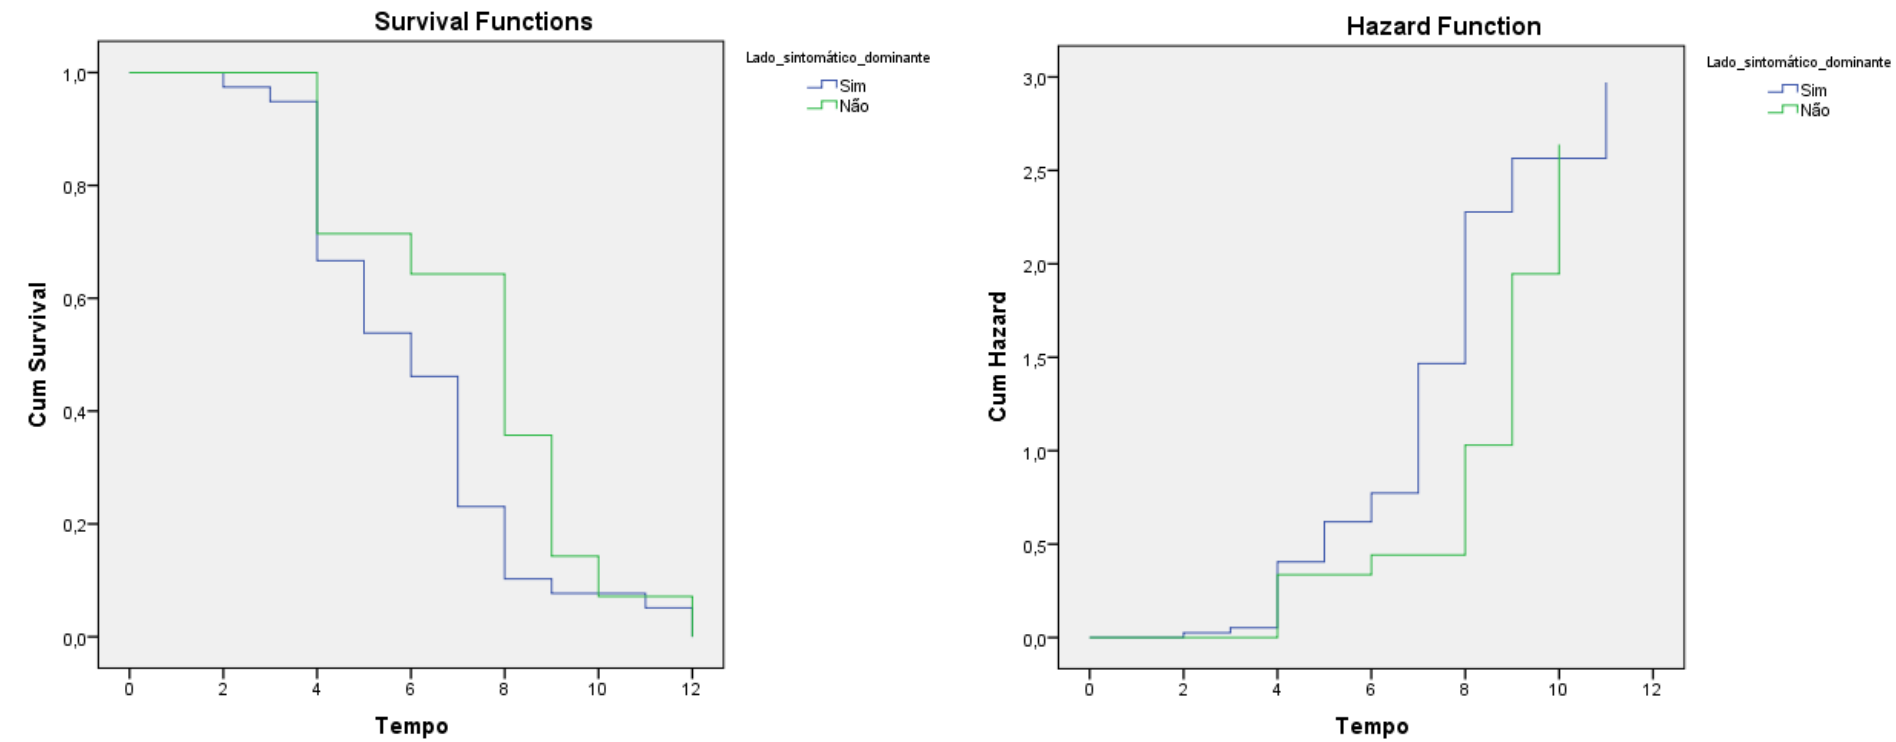 Survival Functions
Lado_sintomático_dominante
Sim
Não
1,0
0,8
0,6
0,4
0,2
0,0
Cum Survival
0 2 4 6 8 10 12
Tempo
Hazard Function
Lado_sintomático_dominante
Sim
Não
3,0
2,5
2,0
1,5
1,0
0,5
0,0
Cum Hazard
0 2 4 6 8 10 12
Tempo